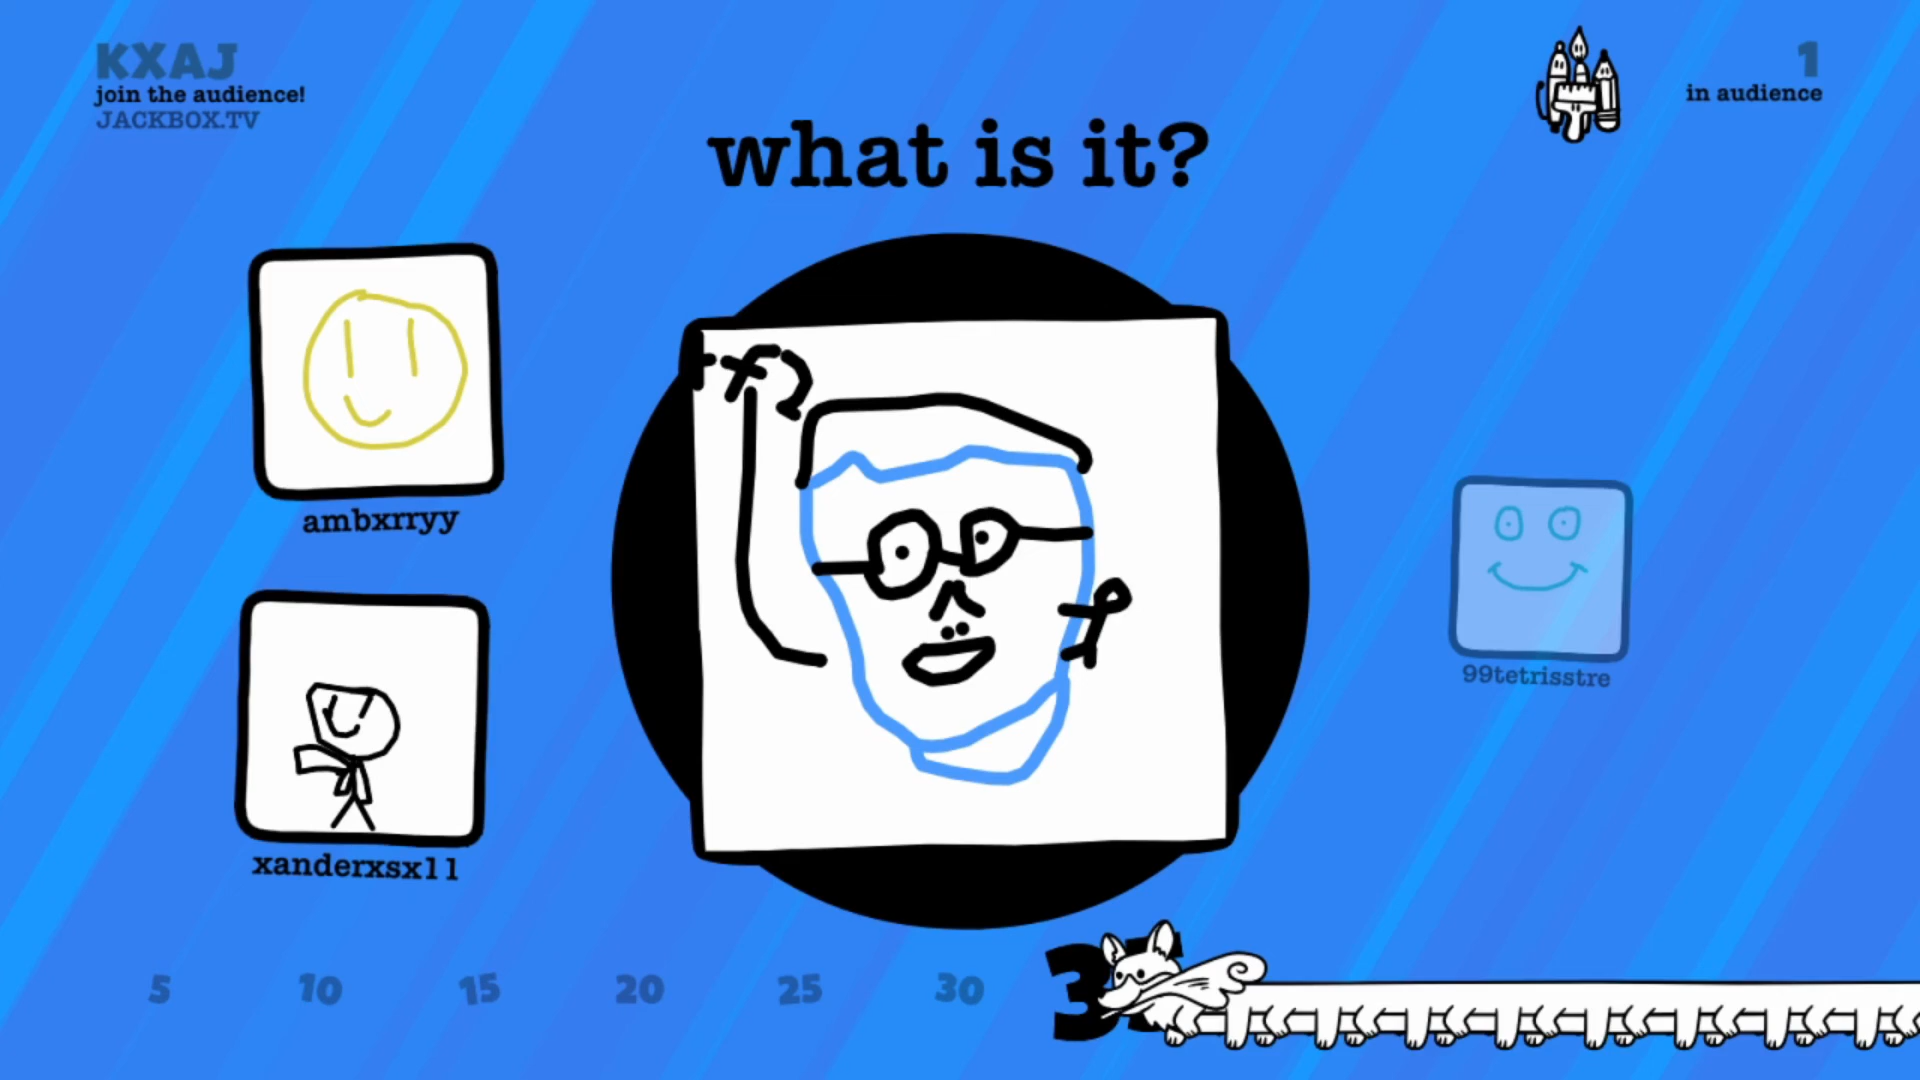 KXAJ
join the audience!
JACKBOX.TV
1
in audience
what is it?
tf2
ambxrryy
xanderxsx11
99tetrisstre
5 10 15 20 25 30